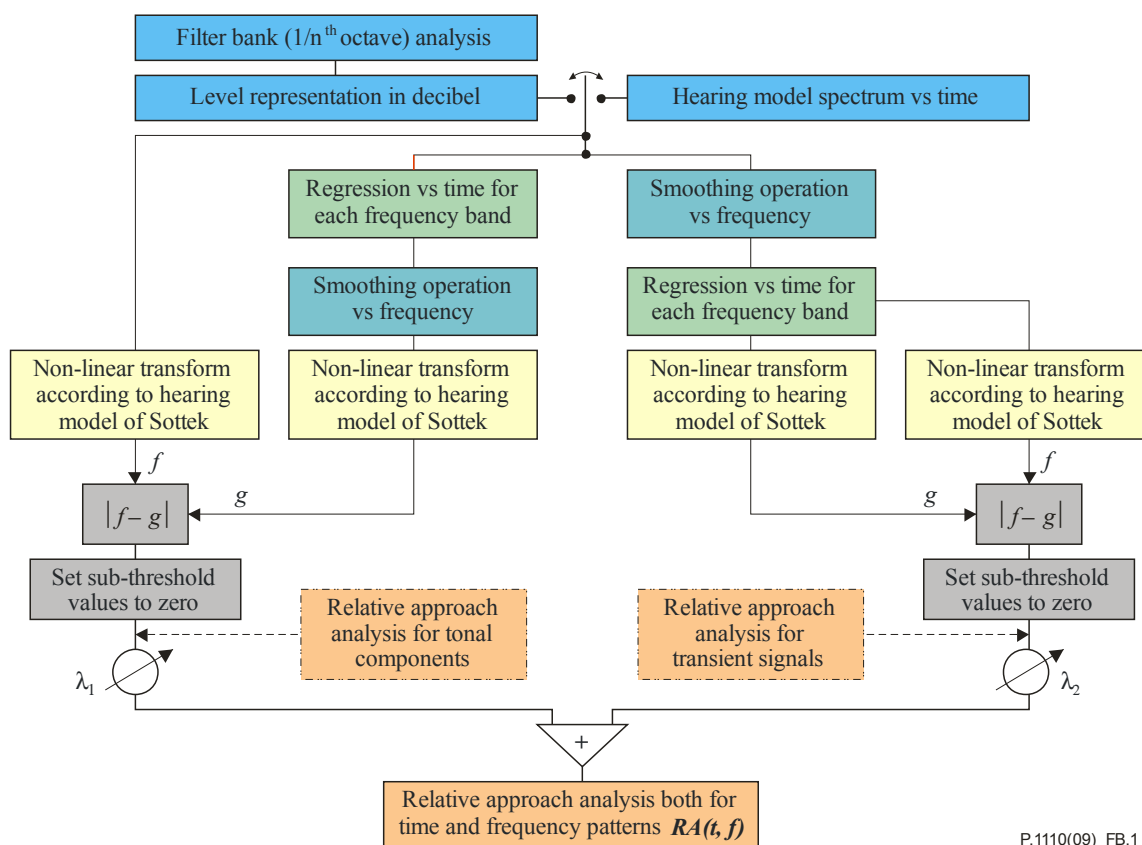 Filter bank (1/n th octave) analysis
Level representation in decibel
Hearing model spectrum vs time
Regression vs time for
each frequency band
Smoothing operation
vs frequency
Smoothing operation
vs frequency
Regression vs time for
each frequency band
Non-linear transform
according to hearing
model of Sottek
Non-linear transform
according to hearing
model of Sottek
Non-linear transform
according to hearing
model of Sottek
Non-linear transform
according to hearing
model of Sottek
f
g
g
f
|f – g|
|f – g|
Set sub-threshold
values to zero
Set sub-threshold
values to zero
Relative approach
analysis for tonal
components
Relative approach
analysis for
transient signals
λ1
λ2
+
Relative approach analysis both for
time and frequency patterns RA(t, f)
P.1110(09)_FB.1